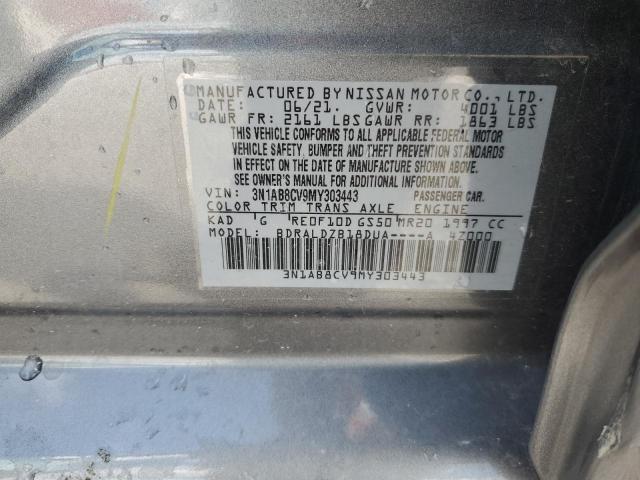 MANUFACTURED BY NISSAN MOTOR CO., LTD.
DATE: 06/21. GVWR: 4001 LBS
GAWR FR: 2161 LBS GAWR RR: 1863 LBS
THIS VEHICLE CONFORMS TO ALL APPLICABLE FEDERAL MOTOR
VEHICLE SAFETY, BUMPER AND THEFT PREVENTION STANDARDS
IN EFFECT ON THE DATE OF MANUFACTURE SHOWN ABOVE.
SEE OWNER'S MANUAL FOR ADDITIONAL INFORMATION.
VIN: 3N1AB8CV9MY303443 PASSENGER CAR.
COLOR TRIM TRANS AXLE ENGINE
KAD G RE0F10D GS50 MR20 1997 CC
MODEL: BDRALDZB18DUA----A 4Z000
3N1AB8CV9MY303443